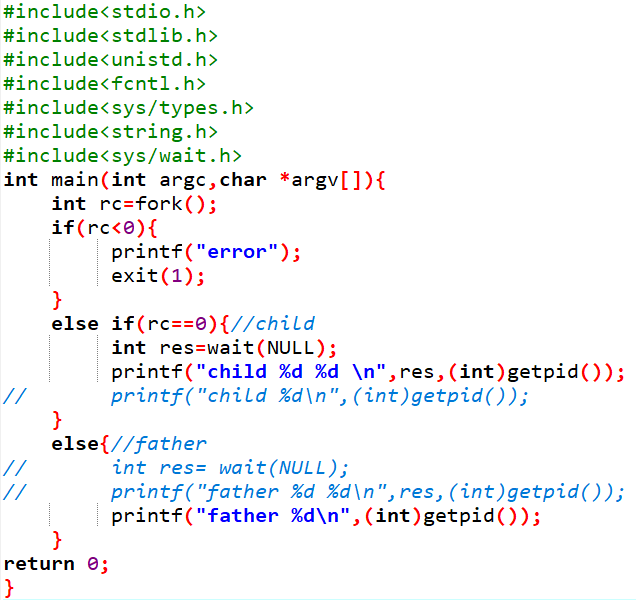 #include<stdio.h>
#include<stdlib.h>
#include<unistd.h>
#include<fcntl.h>
#include<sys/types.h>
#include<string.h>
#include<sys/wait.h>
int main(int argc,char *argv[]){
    int rc=fork();
    if(rc<0){
         printf("error");
         exit(1);
    }
    else if(rc==0){//child
         int res=wait(NULL);
         printf("child %d %d \n",res,(int)getpid());
//       printf("child %d\n",(int)getpid());
    }
    else{//father
//       int res= wait(NULL);
//       printf("father %d %d\n",res,(int)getpid());
         printf("father %d\n",(int)getpid());
    }
return 0;
}